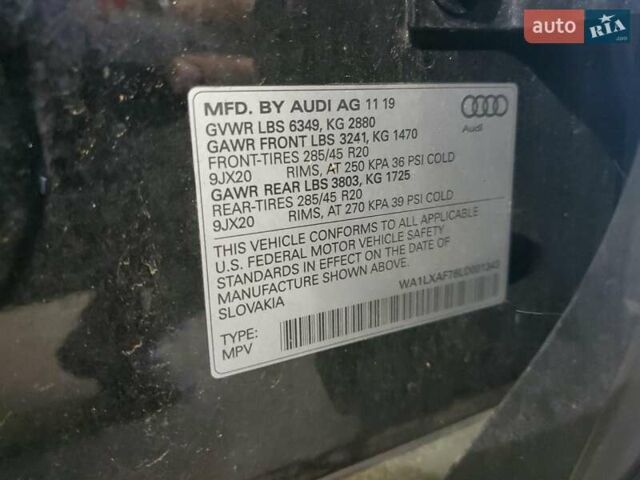 auto RIA.com
MFD. BY AUDI AG 11 19
GVWR LBS 6349, KG 2880
GAWR FRONT LBS 3241, KG 1470
FRONT-TIRES 285/45 R20
9JX20 RIMS, AT 250 KPA 36 PSI COLD
GAWR REAR LBS 3803, KG 1725
REAR-TIRES 285/45 R20
9JX20 RIMS, AT 270 KPA 39 PSI COLD
Audi
THIS VEHICLE CONFORMS TO ALL APPLICABLE
U.S. FEDERAL MOTOR VEHICLE SAFETY
STANDARDS IN EFFECT ON THE DATE OF
MANUFACTURE SHOWN ABOVE.
SLOVAKIA
TYPE:
MPV